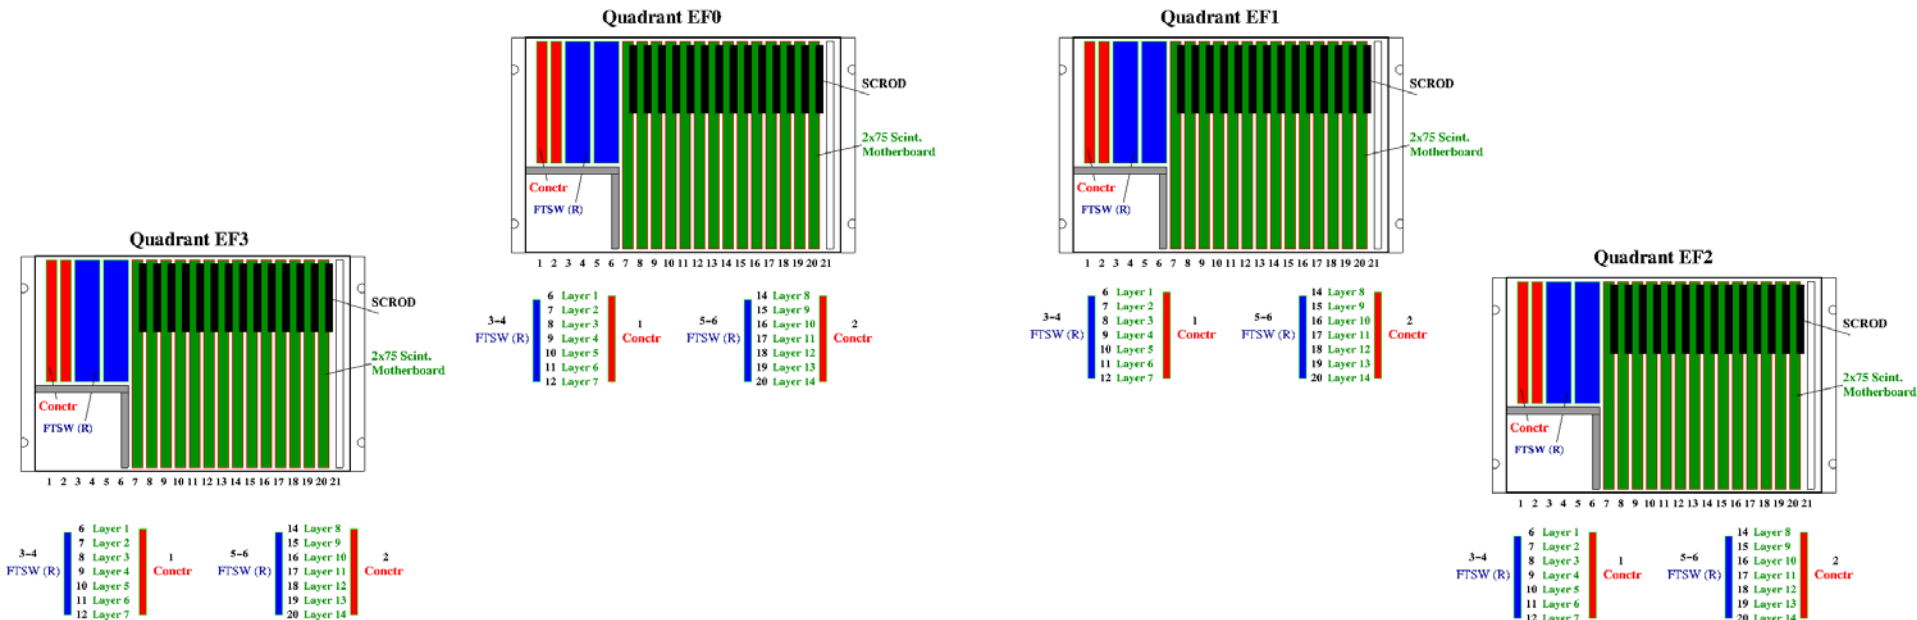 Quadrant EF0
SCROD
2x75 Scint.
Motherboard
Conctr
FTSW (R)
1 2 3 4 5 6 7 8 9 10 11 12 13 14 15 16 17 18 19 20 21
3-4
FTSW (R)
6 Layer 1
7 Layer 2
8 Layer 3
9 Layer 4
10 Layer 5
11 Layer 6
12 Layer 7
1
Conctr
5-6
FTSW (R)
14 Layer 8
15 Layer 9
16 Layer 10
17 Layer 11
18 Layer 12
19 Layer 13
20 Layer 14
2
Conctr
Quadrant EF1
SCROD
2x75 Scint.
Motherboard
Conctr
FTSW (R)
1 2 3 4 5 6 7 8 9 10 11 12 13 14 15 16 17 18 19 20 21
3-4
FTSW (R)
6 Layer 1
7 Layer 2
8 Layer 3
9 Layer 4
10 Layer 5
11 Layer 6
12 Layer 7
1
Conctr
5-6
FTSW (R)
14 Layer 8
15 Layer 9
16 Layer 10
17 Layer 11
18 Layer 12
19 Layer 13
20 Layer 14
2
Conctr
Quadrant EF3
SCROD
2x75 Scint.
Motherboard
Conctr
FTSW (R)
1 2 3 4 5 6 7 8 9 10 11 12 13 14 15 16 17 18 19 20 21
3-4
FTSW (R)
6 Layer 1
7 Layer 2
8 Layer 3
9 Layer 4
10 Layer 5
11 Layer 6
12 Layer 7
1
Conctr
5-6
FTSW (R)
14 Layer 8
15 Layer 9
16 Layer 10
17 Layer 11
18 Layer 12
19 Layer 13
20 Layer 14
2
Conctr
Quadrant EF2
SCROD
2x75 Scint.
Motherboard
Conctr
FTSW (R)
1 2 3 4 5 6 7 8 9 10 11 12 13 14 15 16 17 18 19 20 21
3-4
FTSW (R)
6 Layer 1
7 Layer 2
8 Layer 3
9 Layer 4
10 Layer 5
11 Layer 6
12 Layer 7
1
Conctr
5-6
FTSW (R)
14 Layer 8
15 Layer 9
16 Layer 10
17 Layer 11
18 Layer 12
19 Layer 13
20 Layer 14
2
Conctr